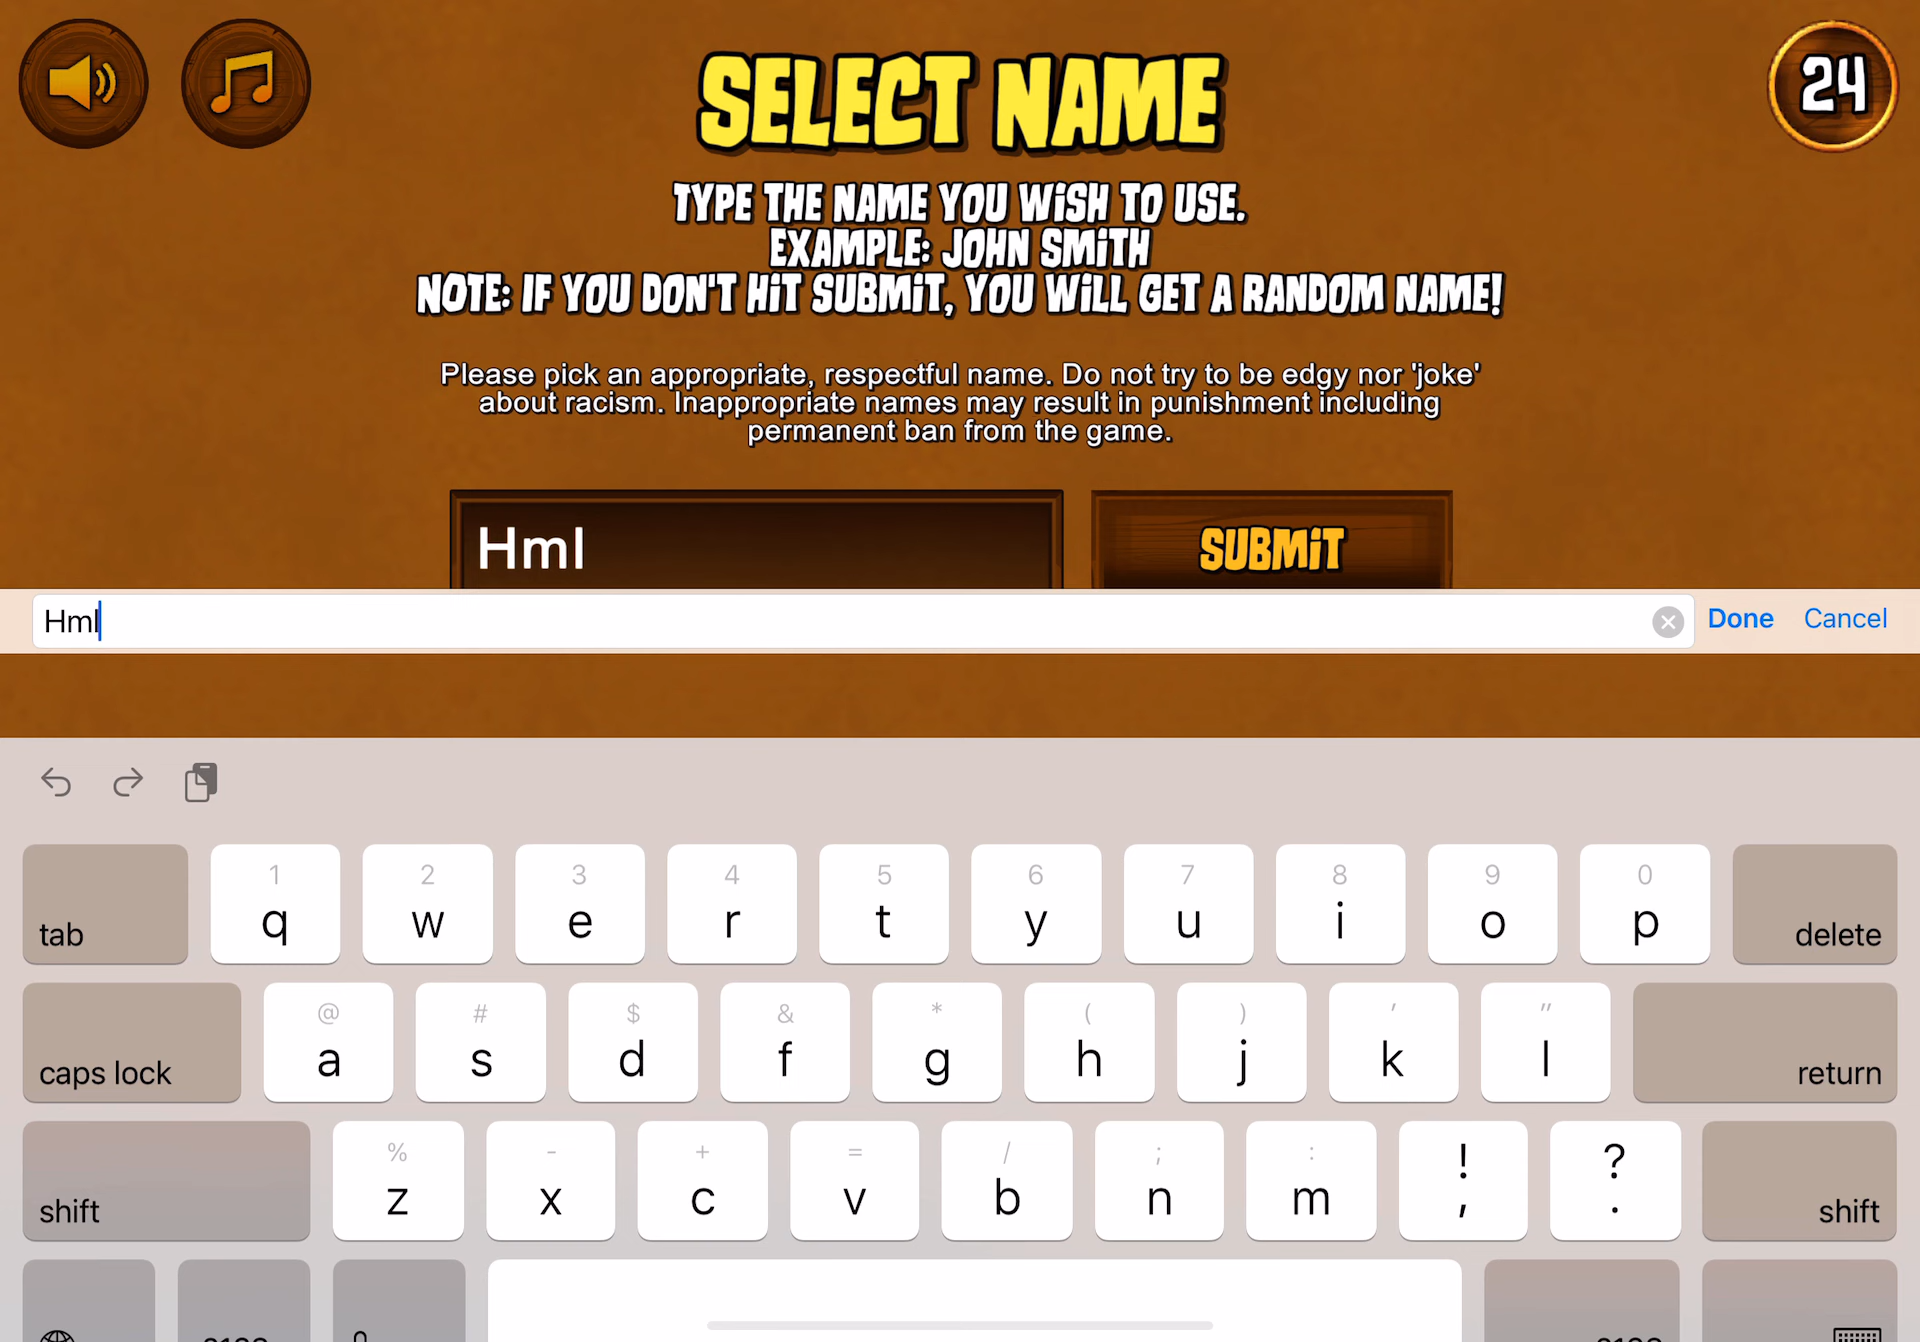 SELECT NAME
24
TYPE THE NAME YOU WiSH TO USE.
EXAMPLE: JOHN SMiTH
NOTE: IF YOU DON'T HiT SUBMiT, YOU WiLL GET A RANDOM NAME!
Please pick an appropriate, respectful name. Do not try to be edgy nor 'joke'
about racism. Inappropriate names may result in punishment including
permanent ban from the game.
Hml
SUBMiT
Hml
Done Cancel
1 2 3 4 5 6 7 8 9 0
tab q w e r t y u i o p delete
@ # $ & * ( ) ' "
caps lock a s d f g h j k l return
% - + = / ; : ! ?
shift z x c v b n m , . shift